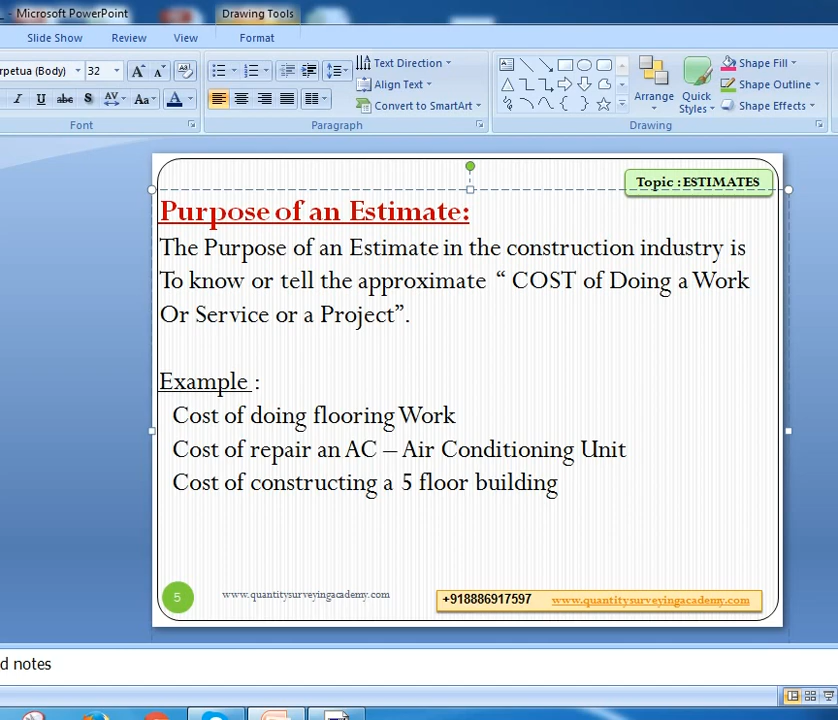 - Microsoft PowerPoint
Drawing Tools
Slide Show Review View Format
rpetua (Body) 32
Text Direction
Align Text
Convert to SmartArt
Arrange
Quick
Styles
Shape Fill
Shape Outline
Shape Effects
Font
Paragraph
Drawing
Topic : ESTIMATES
Purpose of an Estimate:
The Purpose of an Estimate in the construction industry is
To know or tell the approximate “ COST of Doing a Work
Or Service or a Project”.
Example :
Cost of doing flooring Work
Cost of repair an AC – Air Conditioning Unit
Cost of constructing a 5 floor building
5
www.quantitysurveyingacademy.com
+918886917597 www.quantitysurveyingacademy.com
d notes